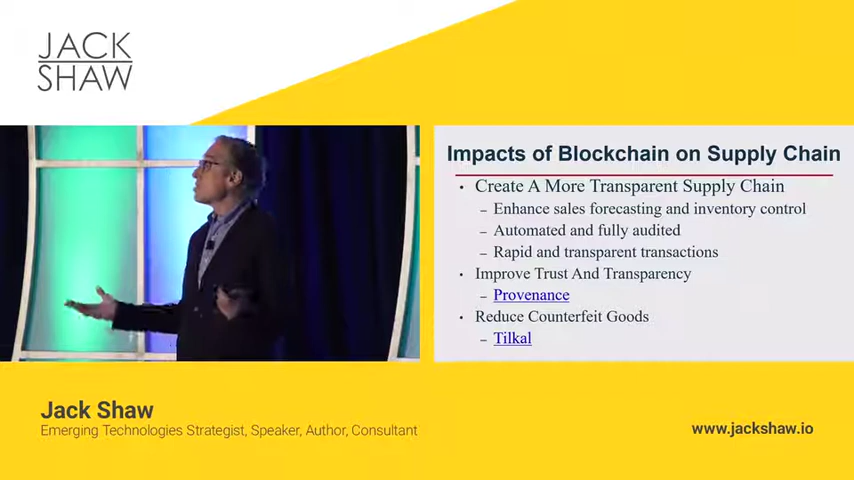 JACK
SHAW
Impacts of Blockchain on Supply Chain
• Create A More Transparent Supply Chain
– Enhance sales forecasting and inventory control
– Automated and fully audited
– Rapid and transparent transactions
• Improve Trust And Transparency
– Provenance
• Reduce Counterfeit Goods
– Tilkal
Jack Shaw
Emerging Technologies Strategist, Speaker, Author, Consultant
www.jackshaw.io